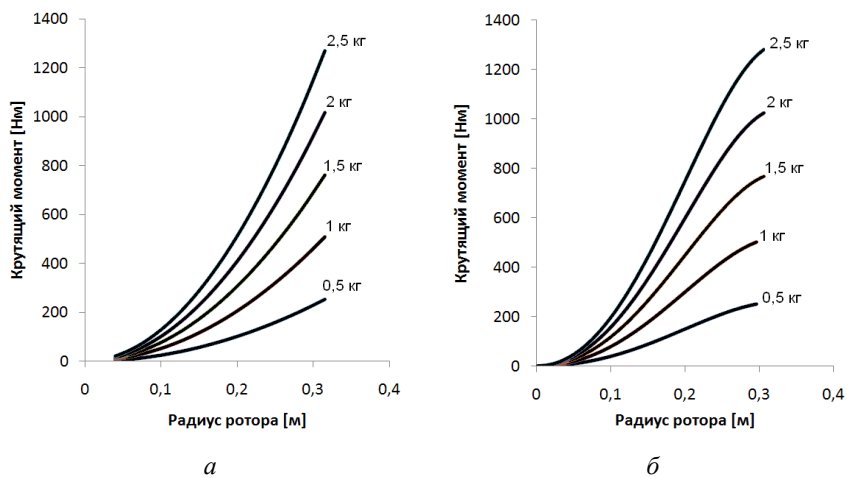 1400
1200
1000
800
600
400
200
0
Крутящий момент [Нм]
2,5 кг
2 кг
1,5 кг
1 кг
0,5 кг
0
0,1
0,2
0,3
0,4
Радиус ротора [м]
а
1400
1200
1000
800
600
400
200
0
Крутящий момент [Нм]
2,5 кг
2 кг
1,5 кг
1 кг
0,5 кг
0
0,1
0,2
0,3
0,4
Радиус ротора [м]
б